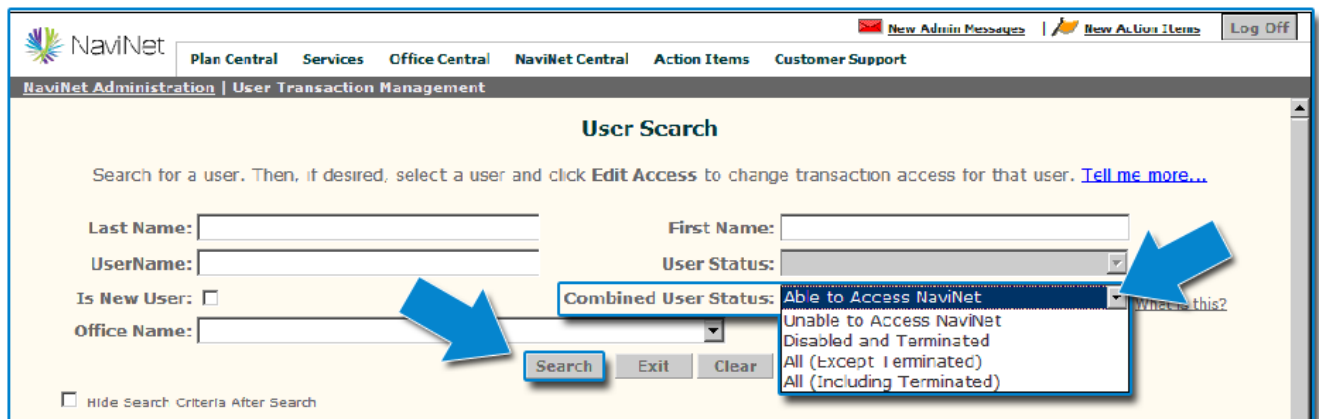 New Admin Messages | New Action Items Log Off
NaviNet
Plan Central Services Office Central NaviNet Central Action Items Customer Support
NaviNet Administration | User Transaction Management
User Search
Search for a user. Then, if desired, select a user and click Edit Access to change transaction access for that user. Tell me more...
Last Name: First Name:
UserName: User Status:
Is New User: Combined User Status: Able to Access NaviNet What is this?
Unable to Access NaviNet
Office Name: Disabled and Terminated
Search Exit Clear All (Except Terminated)
All (Including Terminated)
Hide Search Criteria After Search